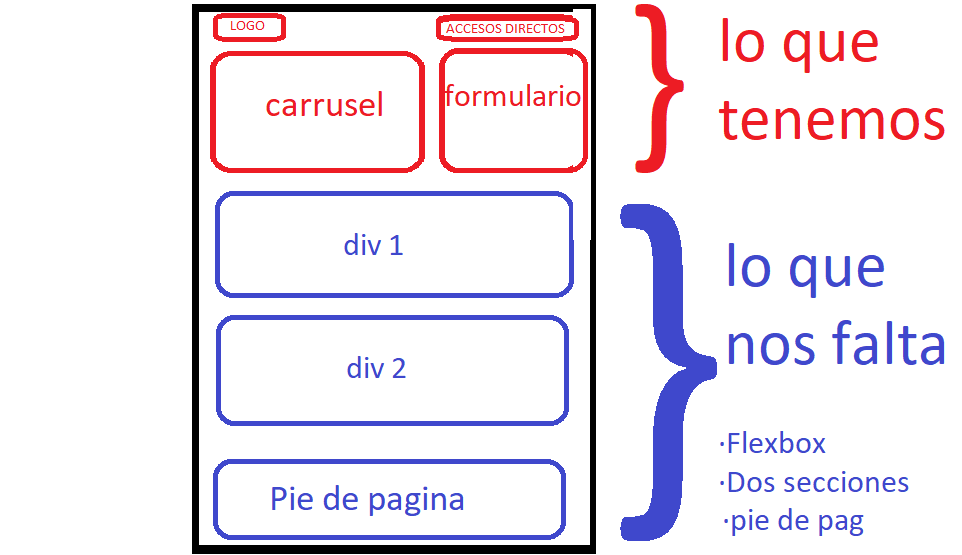 LOGO
ACCESOS DIRECTOS
carrusel
formulario
lo que
tenemos
div 1
div 2
Pie de pagina
lo que
nos falta
·Flexbox
·Dos secciones
·pie de pag